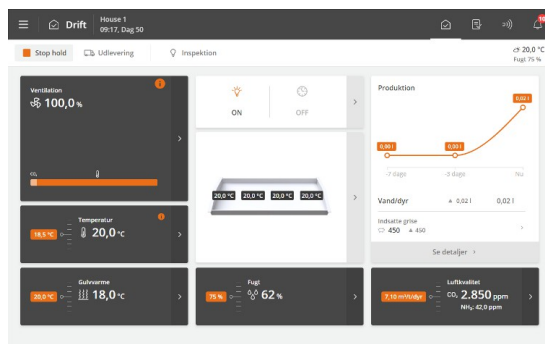 Drift
House 1
09:17, Dag 50
10
Stop hold
Udlevering
Inspektion
20,0 °C
Fugt 75 %
Ventilation
100,0 %
CO₂
ON
OFF
Produktion
0,02 l
0,00 l
0,00 l
-7 dage
-3 dage
Nu
Vand/dyr
0,02 l
0,02 l
Indsatte grise
450
450
Se detaljer
20,0 °C
20,0 °C
20,0 °C
20,0 °C
Temperatur
18,5 °C
20,0 °C
Gulvvarme
20,0 °C
18,0 °C
Fugt
75 %
62 %
Luftkvalitet
7,10 m³/t/dyr
CO₂ 2.850 ppm
NH₃: 42,0 ppm